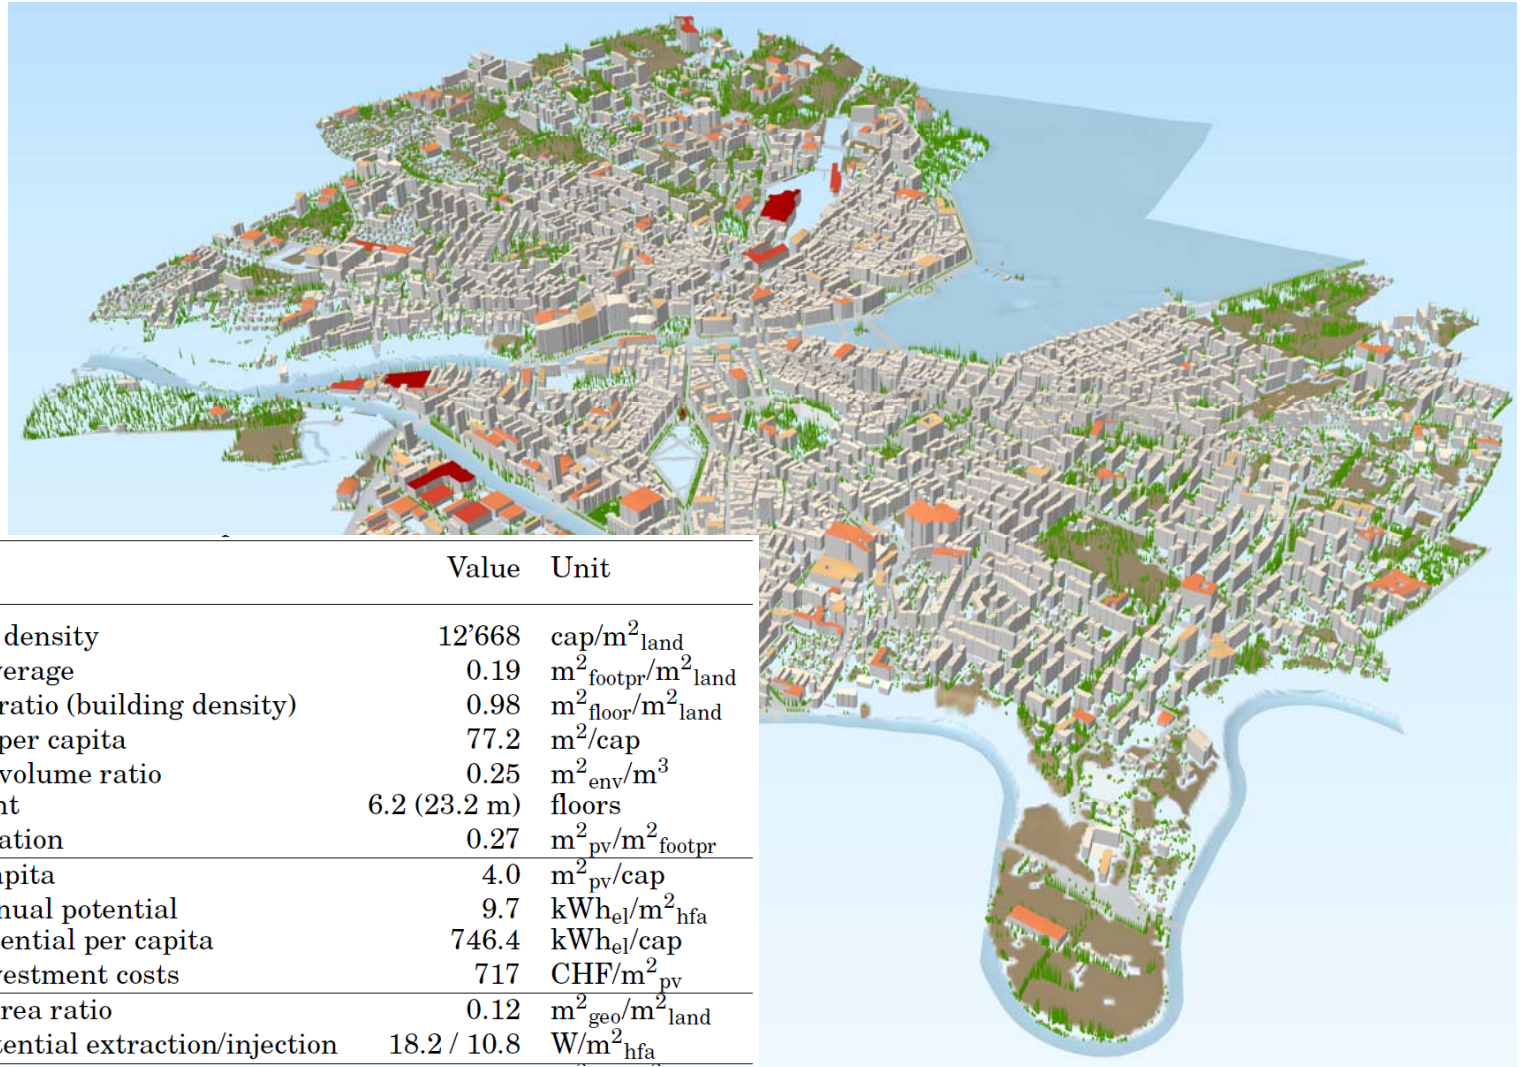 Value Unit
density 12’668 cap/m²land
verage 0.19 m²footpr/m²land
ratio (building density) 0.98 m²floor/m²land
per capita 77.2 m²/cap
volume ratio 0.25 m²env/m³
nt 6.2 (23.2 m) floors
ation 0.27 m²pv/m²footpr
apita 4.0 m²pv/cap
nual potential 9.7 kWhel/m²hfa
ential per capita 746.4 kWhel/cap
vestment costs 717 CHF/m²pv
rea ratio 0.12 m²geo/m²land
tential extraction/injection 18.2 / 10.8 W/m²hfa